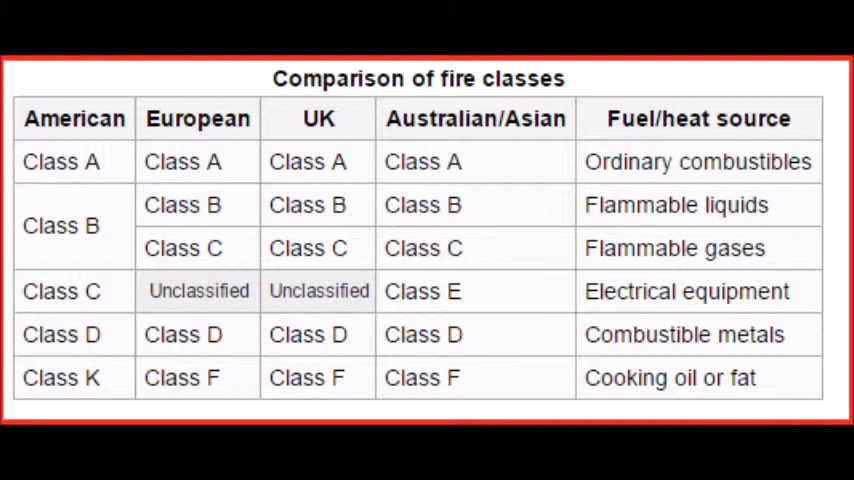 Comparison of fire classes
American European UK Australian/Asian Fuel/heat source
Class A Class A Class A Class A Ordinary combustibles
Class B Class B Class B Class B Flammable liquids
Class C Class C Class C Flammable gases
Class C Unclassified Unclassified Class E Electrical equipment
Class D Class D Class D Class D Combustible metals
Class K Class F Class F Class F Cooking oil or fat